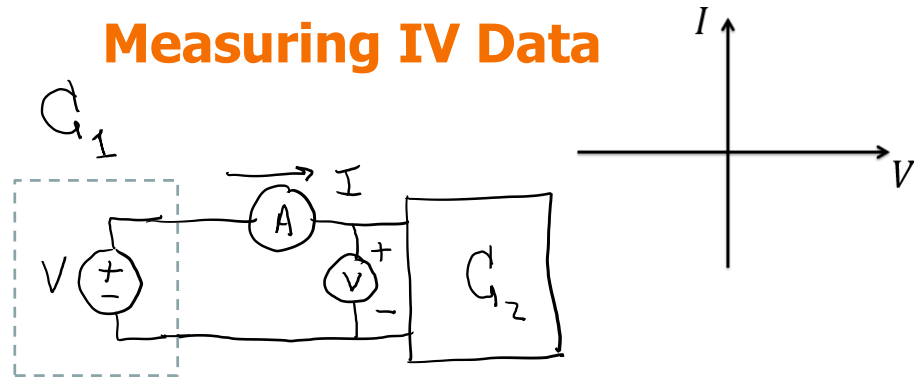 Measuring IV Data
I
V
C₁
I
A
V
+
-
+
V
-
C₂